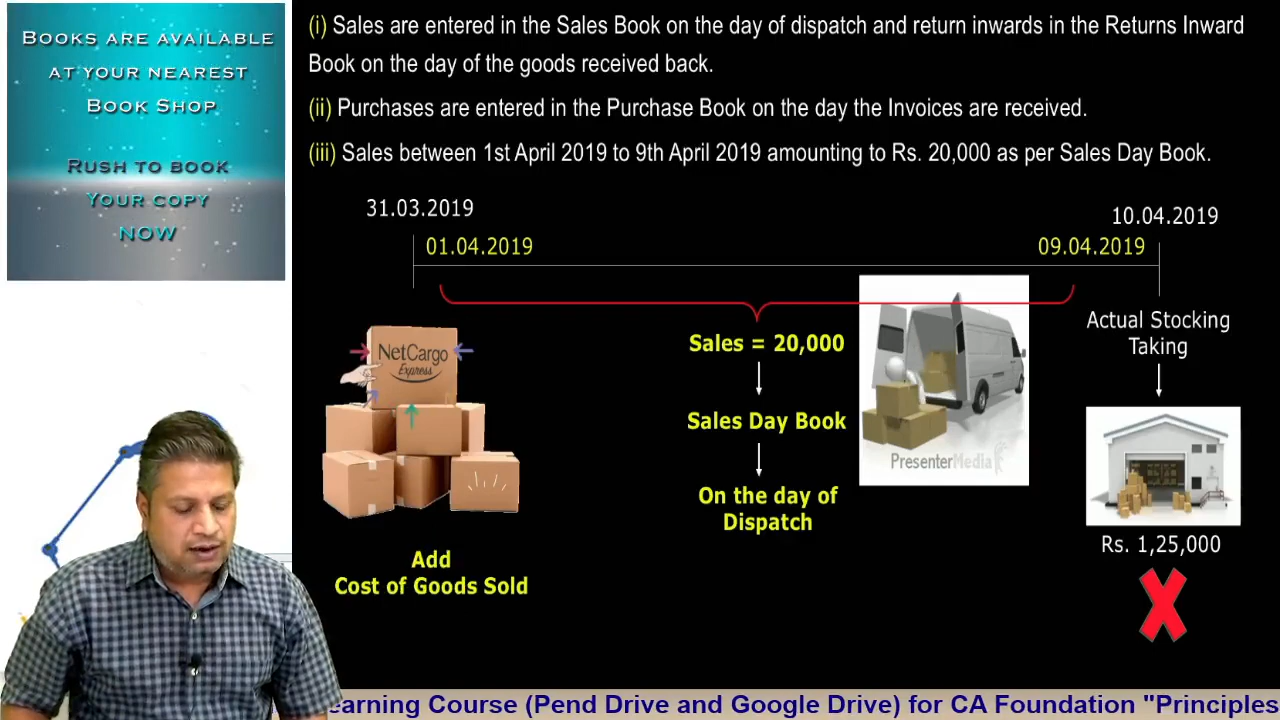 BOOKS ARE AVAILABLE
AT YOUR NEAREST
BOOK SHOP
RUSH TO BOOK
YOUR COPY
NOW
(i) Sales are entered in the Sales Book on the day of dispatch and return inwards in the Returns Inward
Book on the day of the goods received back.
(ii) Purchases are entered in the Purchase Book on the day the Invoices are received.
(iii) Sales between 1st April 2019 to 9th April 2019 amounting to Rs. 20,000 as per Sales Day Book.
31.03.2019
10.04.2019
01.04.2019
09.04.2019
Actual Stocking
Taking
Sales = 20,000
NetCargo
Express
Sales Day Book
PresenterMedia
On the day of
Dispatch
Rs. 1,25,000
Add
Cost of Goods Sold
earning Course (Pend Drive and Google Drive) for CA Foundation "Principles